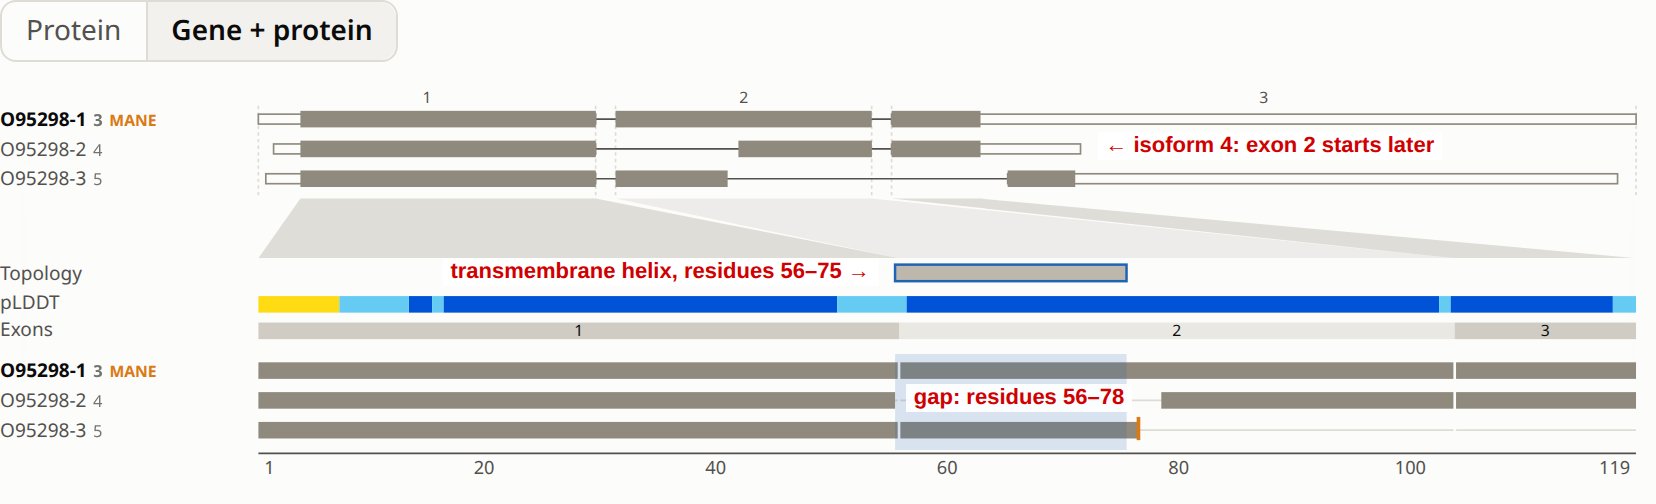 Protein Gene + protein
1 2 3
O95298-1 3 MANE
O95298-2 4 ← isoform 4: exon 2 starts later
O95298-3 5
Topology transmembrane helix, residues 56–75 →
pLDDT
Exons 1 2 3
O95298-1 3 MANE
O95298-2 4 gap: residues 56–78
O95298-3 5
1 20 40 60 80 100 119